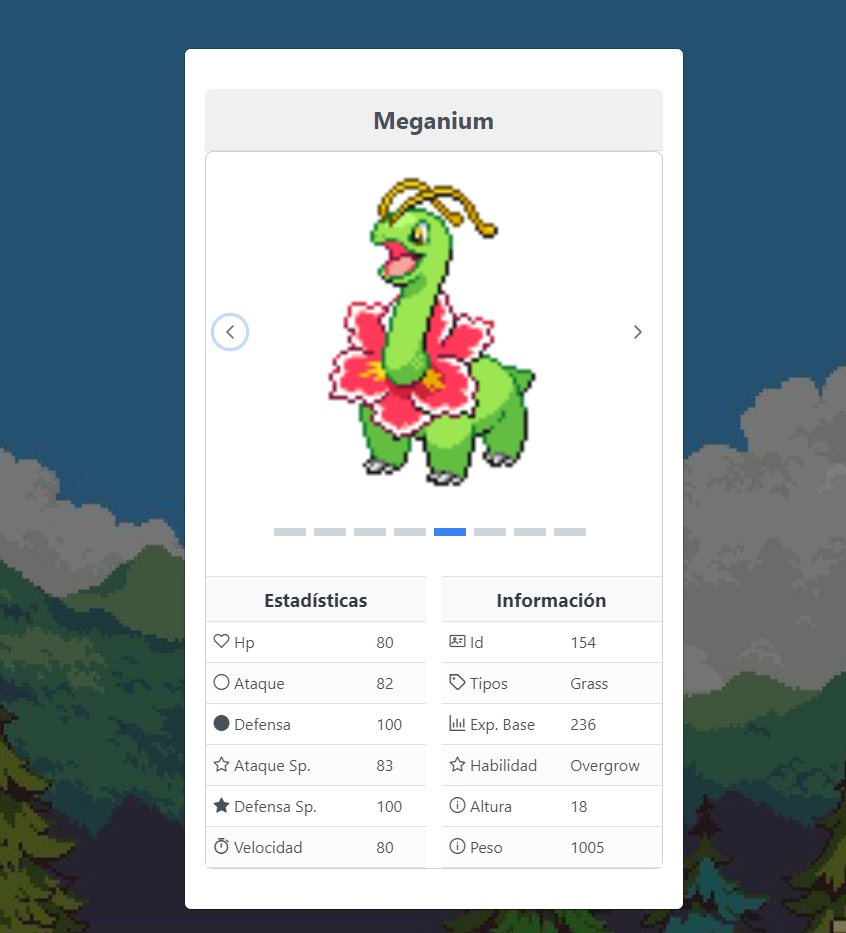 Meganium
Estadísticas
Hp 80
Ataque 82
Defensa 100
Ataque Sp. 83
Defensa Sp. 100
Velocidad 80
Información
Id 154
Tipos Grass
Exp. Base 236
Habilidad Overgrow
Altura 18
Peso 1005